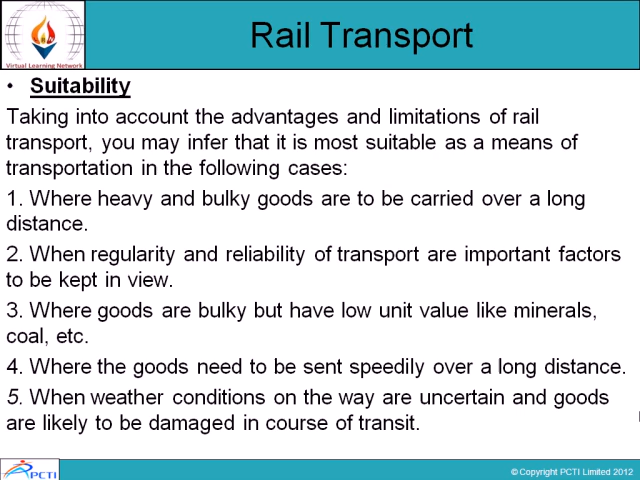 Rail Transport
Virtual Learning Network
• Suitability
Taking into account the advantages and limitations of rail
transport, you may infer that it is most suitable as a means of
transportation in the following cases:
1. Where heavy and bulky goods are to be carried over a long
distance.
2. When regularity and reliability of transport are important factors
to be kept in view.
3. Where goods are bulky but have low unit value like minerals,
coal, etc.
4. Where the goods need to be sent speedily over a long distance.
5. When weather conditions on the way are uncertain and goods
are likely to be damaged in course of transit.
PCTI
© Copyright PCTI Limited 2012